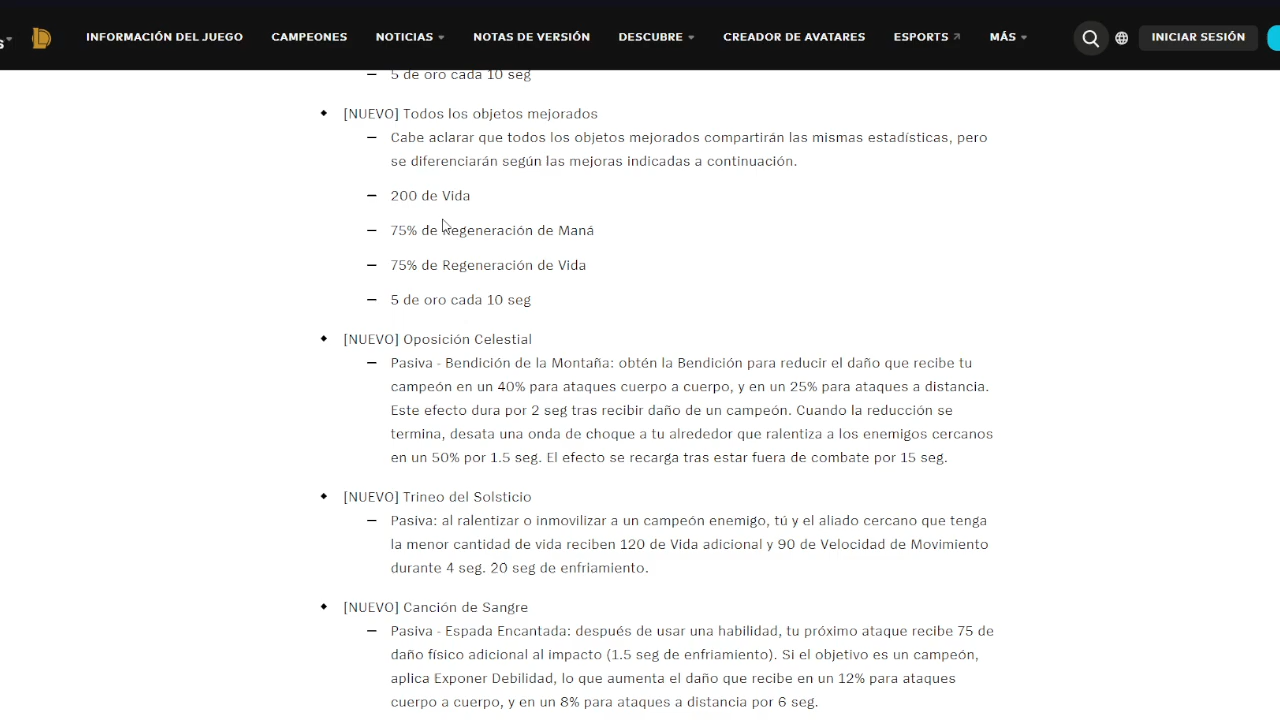 INFORMACIÓN DEL JUEGO CAMPEONES NOTICIAS NOTAS DE VERSIÓN DESCUBRE CREADOR DE AVATARES ESPORTS MÁS INICIAR SESIÓN
– 5 de oro cada 10 seg
[NUEVO] Todos los objetos mejorados
– Cabe aclarar que todos los objetos mejorados compartirán las mismas estadísticas, pero
se diferenciarán según las mejoras indicadas a continuación.
– 200 de Vida
– 75% de Regeneración de Maná
– 75% de Regeneración de Vida
– 5 de oro cada 10 seg
[NUEVO] Oposición Celestial
– Pasiva - Bendición de la Montaña: obtén la Bendición para reducir el daño que recibe tu
campeón en un 40% para ataques cuerpo a cuerpo, y en un 25% para ataques a distancia.
Este efecto dura por 2 seg tras recibir daño de un campeón. Cuando la reducción se
termina, desata una onda de choque a tu alrededor que ralentiza a los enemigos cercanos
en un 50% por 1.5 seg. El efecto se recarga tras estar fuera de combate por 15 seg.
[NUEVO] Trineo del Solsticio
– Pasiva: al ralentizar o inmovilizar a un campeón enemigo, tú y el aliado cercano que tenga
la menor cantidad de vida reciben 120 de Vida adicional y 90 de Velocidad de Movimiento
durante 4 seg. 20 seg de enfriamiento.
[NUEVO] Canción de Sangre
– Pasiva - Espada Encantada: después de usar una habilidad, tu próximo ataque recibe 75 de
daño físico adicional al impacto (1.5 seg de enfriamiento). Si el objetivo es un campeón,
aplica Exponer Debilidad, lo que aumenta el daño que recibe en un 12% para ataques
cuerpo a cuerpo, y en un 8% para ataques a distancia por 6 seg.